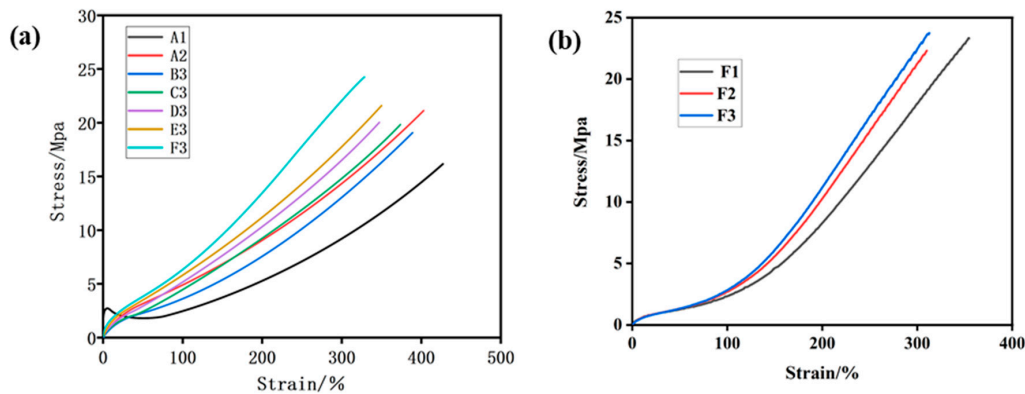 (a)
Stress/Mpa
30
25
20
15
10
5
0
A1
A2
B3
C3
D3
E3
F3
0 100 200 300 400 500
Strain/%
(b)
Stress/Mpa
25
20
15
10
5
0
F1
F2
F3
0 100 200 300 400
Strain/%